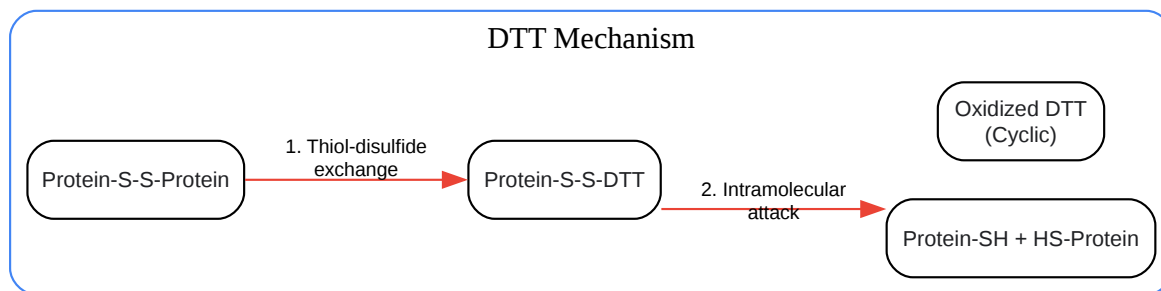 DTT Mechanism
Protein-S-S-Protein
1. Thiol-disulfide
exchange
Protein-S-S-DTT
2. Intramolecular
attack
Oxidized DTT
(Cyclic)
Protein-SH + HS-Protein